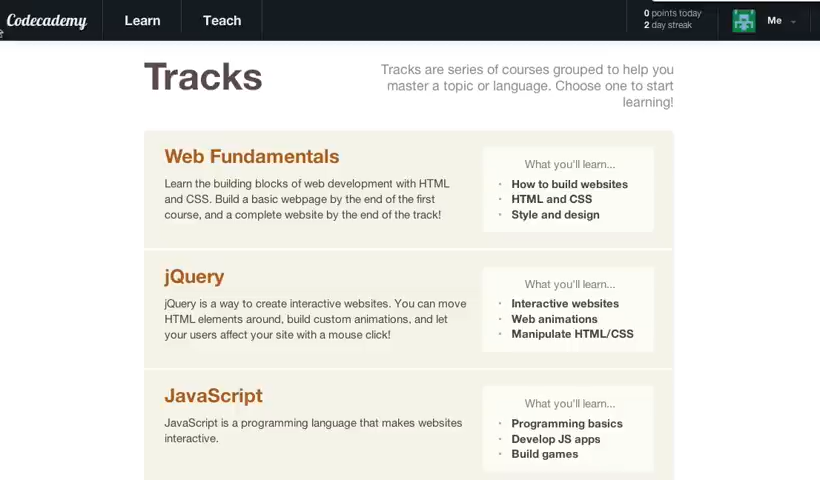 Codecademy
Learn
Teach
0 points today
2 day streak
Me
Tracks
Tracks are series of courses grouped to help you
master a topic or language. Choose one to start
learning!
Web Fundamentals
Learn the building blocks of web development with HTML
and CSS. Build a basic webpage by the end of the first
course, and a complete website by the end of the track!
What you'll learn...
· How to build websites
· HTML and CSS
· Style and design
jQuery
jQuery is a way to create interactive websites. You can move
HTML elements around, build custom animations, and let
your users affect your site with a mouse click!
What you'll learn...
· Interactive websites
· Web animations
· Manipulate HTML/CSS
JavaScript
JavaScript is a programming language that makes websites
interactive.
What you'll learn...
· Programming basics
· Develop JS apps
· Build games